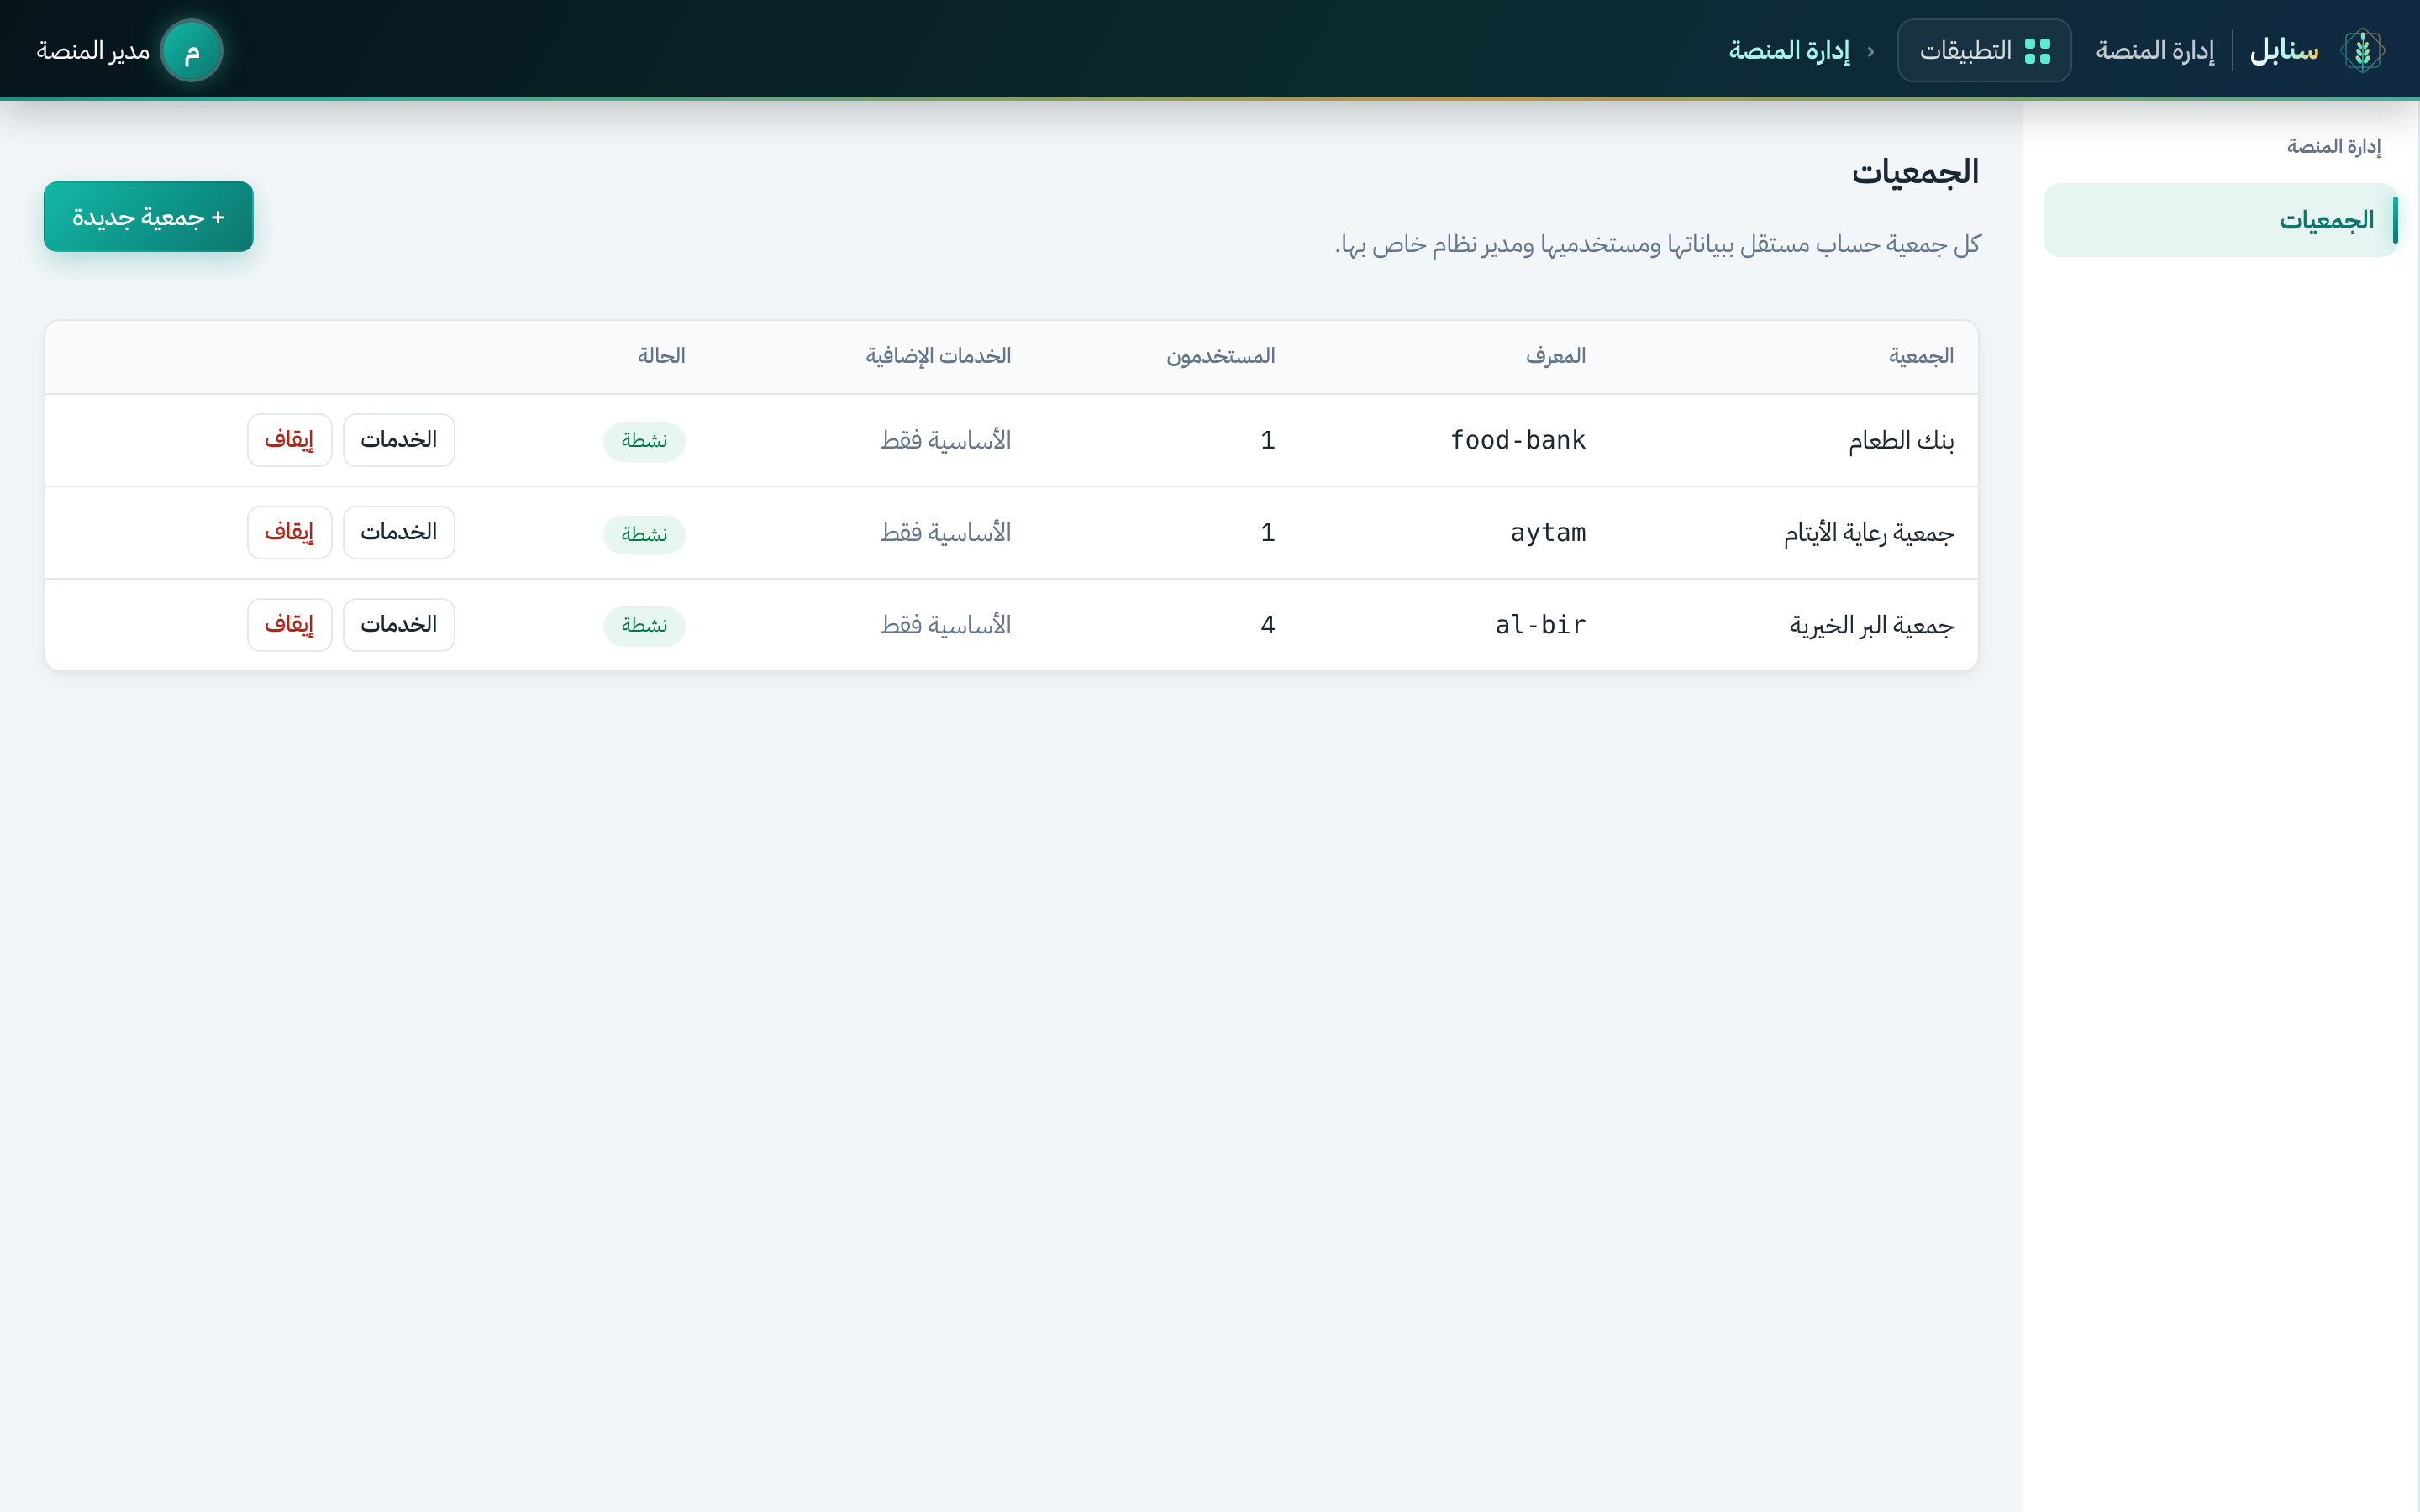 سنابل إدارة المنصة التطبيقات › إدارة المنصة م مدير المنصة
إدارة المنصة
الجمعيات
الجمعيات
كل جمعية حساب مستقل ببياناتها ومستخدميها ومدير نظام خاص بها.
+ جمعية جديدة
الجمعية المعرف المستخدمون الخدمات الإضافية الحالة
بنك الطعام food-bank 1 الأساسية فقط نشطة الخدمات إيقاف
جمعية رعاية الأيتام aytam 1 الأساسية فقط نشطة الخدمات إيقاف
جمعية البر الخيرية al-bir 4 الأساسية فقط نشطة الخدمات إيقاف